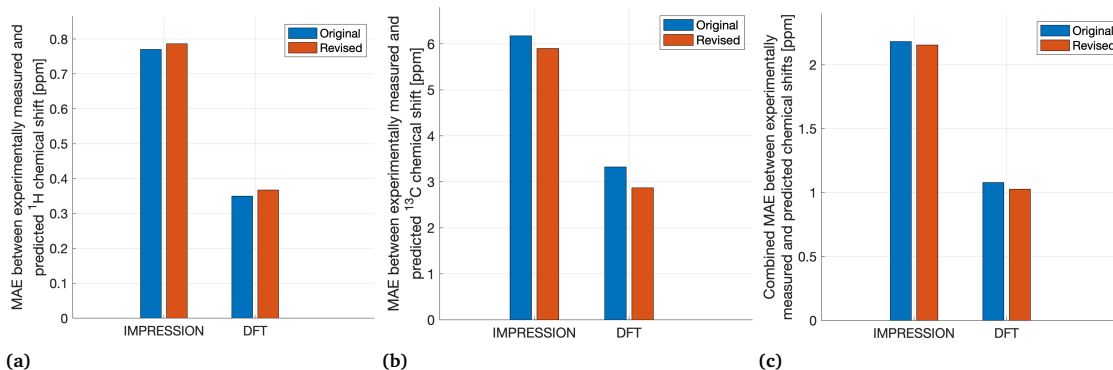 MAE between experimentally measured and
predicted ¹H chemical shift [ppm]
0.8
0.7
0.6
0.5
0.4
0.3
0.2
0.1
0
IMPRESSION DFT
Original
Revised
(a)
MAE between experimentally measured and
predicted ¹³C chemical shift [ppm]
6
5
4
3
2
1
0
IMPRESSION DFT
Original
Revised
(b)
Combined MAE between experimentally
measured and predicted chemical shifts [ppm]
2
1.5
1
0.5
0
IMPRESSION DFT
Original
Revised
(c)